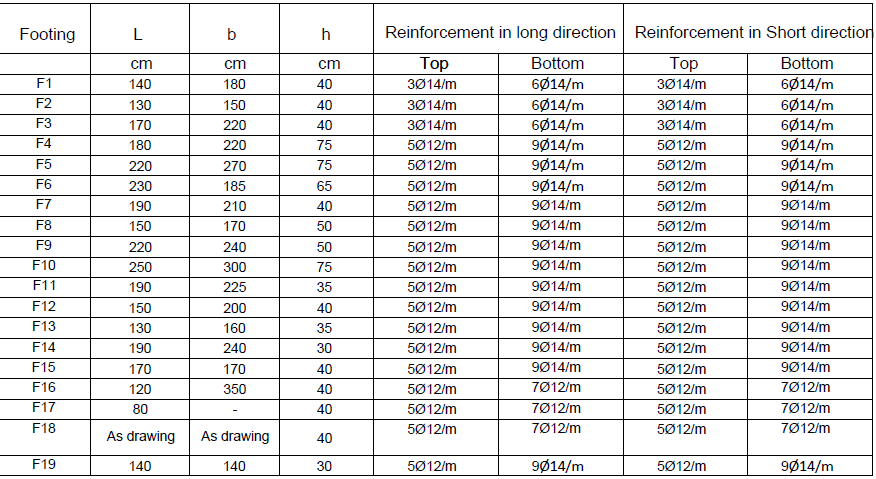 Footing L b h Reinforcement in long direction Reinforcement in Short direction
cm cm cm Top Bottom Top Bottom
F1 140 180 40 3Ø14/m 6Ø14/m 3Ø14/m 6Ø14/m
F2 130 150 40 3Ø14/m 6Ø14/m 3Ø14/m 6Ø14/m
F3 170 220 40 3Ø14/m 6Ø14/m 3Ø14/m 6Ø14/m
F4 180 220 75 5Ø12/m 9Ø14/m 5Ø12/m 9Ø14/m
F5 220 270 75 5Ø12/m 9Ø14/m 5Ø12/m 9Ø14/m
F6 230 185 65 5Ø12/m 9Ø14/m 5Ø12/m 9Ø14/m
F7 190 210 40 5Ø12/m 9Ø14/m 5Ø12/m 9Ø14/m
F8 150 170 50 5Ø12/m 9Ø14/m 5Ø12/m 9Ø14/m
F9 220 240 50 5Ø12/m 9Ø14/m 5Ø12/m 9Ø14/m
F10 250 300 75 5Ø12/m 9Ø14/m 5Ø12/m 9Ø14/m
F11 190 225 35 5Ø12/m 9Ø14/m 5Ø12/m 9Ø14/m
F12 150 200 40 5Ø12/m 9Ø14/m 5Ø12/m 9Ø14/m
F13 130 160 35 5Ø12/m 9Ø14/m 5Ø12/m 9Ø14/m
F14 190 240 30 5Ø12/m 9Ø14/m 5Ø12/m 9Ø14/m
F15 170 170 40 5Ø12/m 9Ø14/m 5Ø12/m 9Ø14/m
F16 120 350 40 5Ø12/m 7Ø12/m 5Ø12/m 7Ø12/m
F17 80 - 40 5Ø12/m 7Ø12/m 5Ø12/m 7Ø12/m
F18 As drawing As drawing 40 5Ø12/m 7Ø12/m 5Ø12/m 7Ø12/m
F19 140 140 30 5Ø12/m 9Ø14/m 5Ø12/m 9Ø14/m